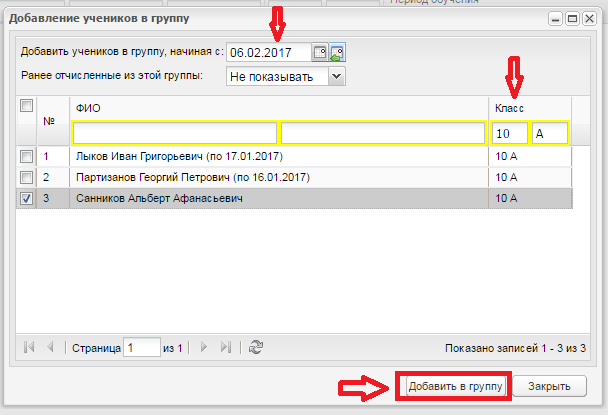 Период обучения
Добавление учеников в группу
Добавить учеников в группу, начиная с: 06.02.2017
Ранее отчисленные из этой группы: Не показывать
№ ФИО Класс
10 А
1 Лыков Иван Григорьевич (по 17.01.2017) 10 А
2 Партизанов Георгий Петрович (по 16.01.2017) 10 А
3 Санников Альберт Афанасьевич 10 А
Страница 1 из 1 Показано записей 1 - 3 из 3
Добавить в группу Закрыть